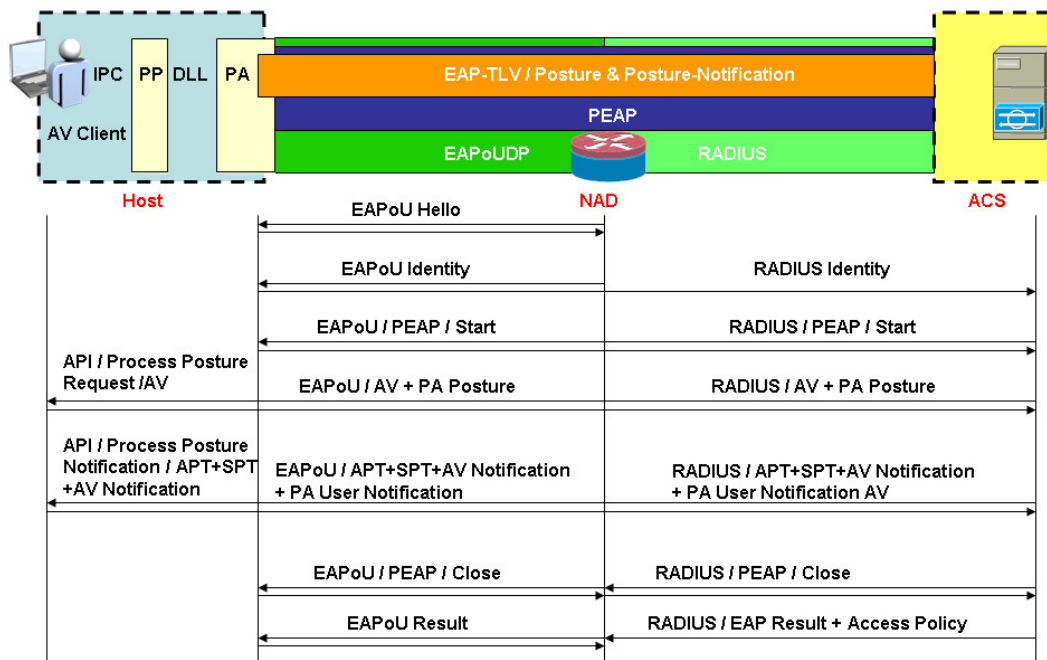 EAP-TLV / Posture & Posture-Notification
IPC PP DLL PA
PEAP
AV Client
EAPoUDP RADIUS
Host NAD ACS
EAPoU Hello
EAPoU Identity RADIUS Identity
EAPoU / PEAP / Start RADIUS / PEAP / Start
API / Process Posture
Request /AV
EAPoU / AV + PA Posture RADIUS / AV + PA Posture
API / Process Posture
Notification / APT+SPT
+AV Notification
EAPoU / APT+SPT+AV Notification
+ PA User Notification
RADIUS / APT+SPT+AV Notification
+ PA User Notification AV
EAPoU / PEAP / Close RADIUS / PEAP / Close
EAPoU Result RADIUS / EAP Result + Access Policy